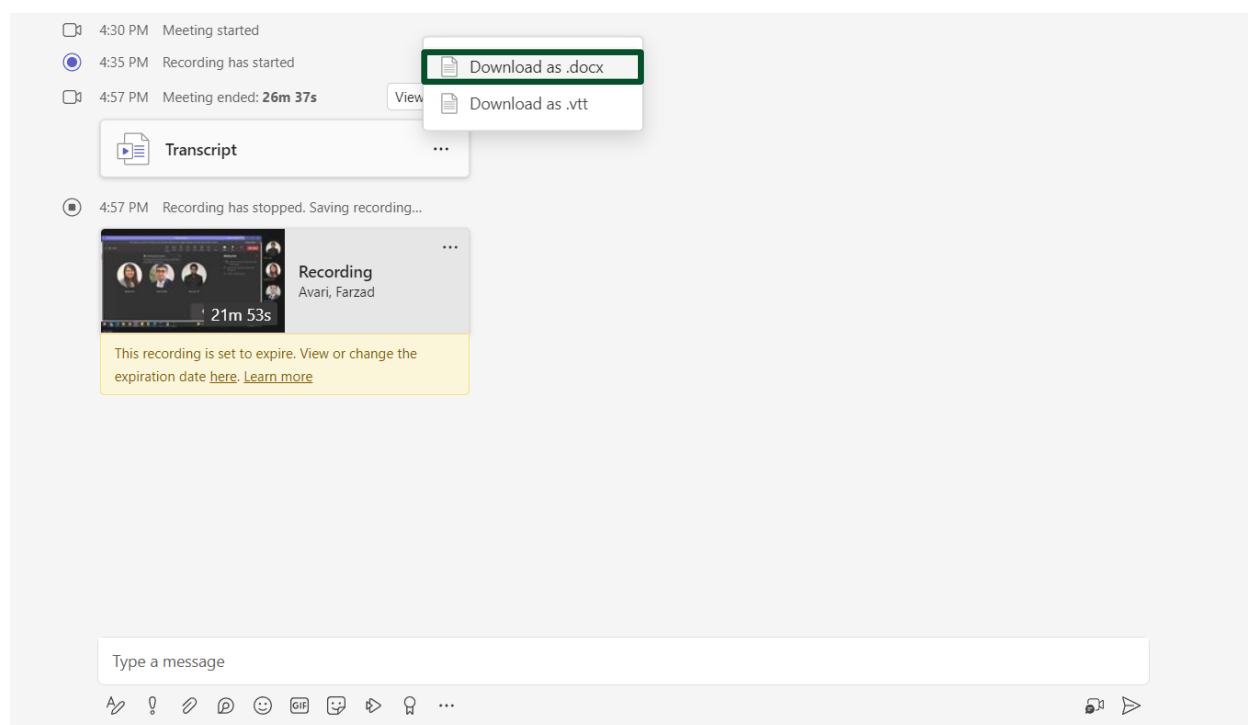 4:30 PM Meeting started
4:35 PM Recording has started
4:57 PM Meeting ended: 26m 37s
View
Download as .docx
Download as .vtt
Transcript
4:57 PM Recording has stopped. Saving recording...
21m 53s
Recording
Avari, Farzad
This recording is set to expire. View or change the
expiration date here. Learn more
Type a message
GIF